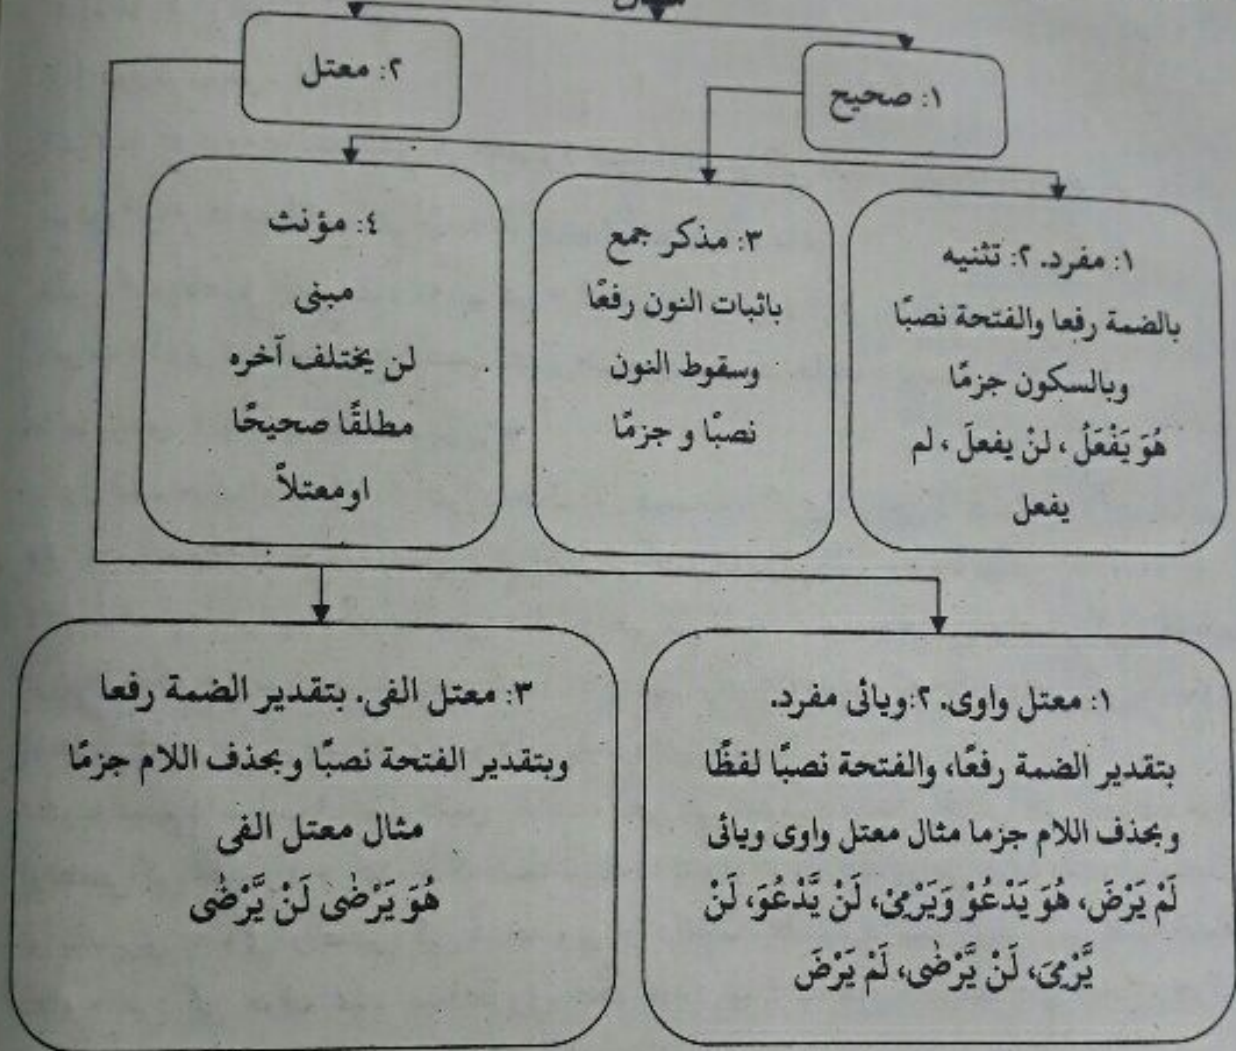 ١: صحيح
٢: معتل
١: مفرد. ٢: تثنيه
بالضمة رفعا والفتحة نصبًا
وبالسكون جزمًا
هُوَ يَفْعَلُ، لنْ يفعلَ، لم
يفعل
٣: مذكر جمع
باثبات النون رفعًا
وسقوط النون
نصبًا و جزمًا
٤: مؤنث
مبنى
لن يختلف آخره
مطلقًا صحيحًا
اومعتلاً
١: معتل واوى. ٢:ويائى مفرد.
بتقدير الضمة رفعًا، والفتحة نصبًا لفظًا
وبحذف اللام جزما مثال معتل واوى ويائى
لَمْ يَرْضَ، هُوَ يَدْعُوْ وَيَرْمِىْ، لَنْ يَّدْعُوَ، لَنْ
يَّرْمِىَ، لَنْ يَّرْضٰى، لَمْ يَرْضَ
٣: معتل الفى. بتقدير الضمة رفعا
وبتقدير الفتحة نصبًا وبحذف اللام جزمًا
مثال معتل الفى
هُوَ يَرْضٰى لَنْ يَّرْضٰى